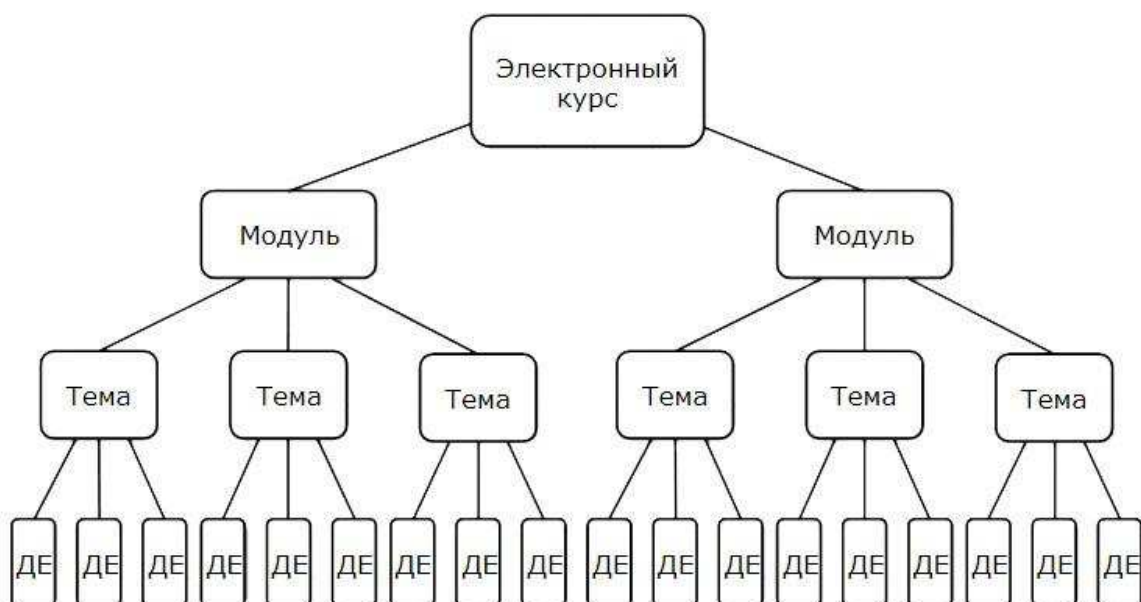 Электронный
курс
Модуль Модуль
Тема Тема Тема Тема Тема Тема
ДЕ ДЕ ДЕ ДЕ ДЕ ДЕ ДЕ ДЕ ДЕ ДЕ ДЕ ДЕ ДЕ ДЕ ДЕ ДЕ ДЕ ДЕ